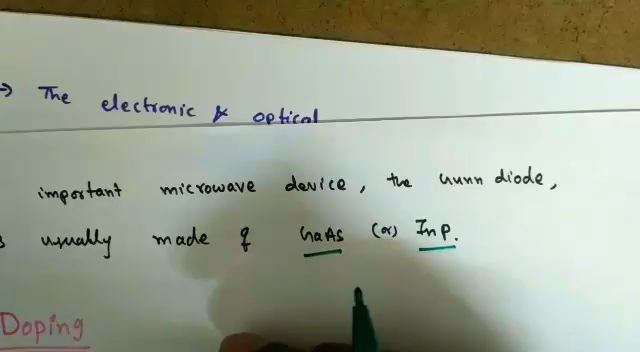 → The electronic & optical
important microwave device, the Gunn diode,
s usually made of GaAs (or) InP.
Doping